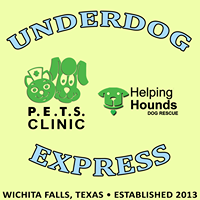 UNDERDOG
P.E.T.S.
CLINIC
Helping
Hounds
DOG RESCUE
EXPRESS
WICHITA FALLS, TEXAS • ESTABLISHED 2013